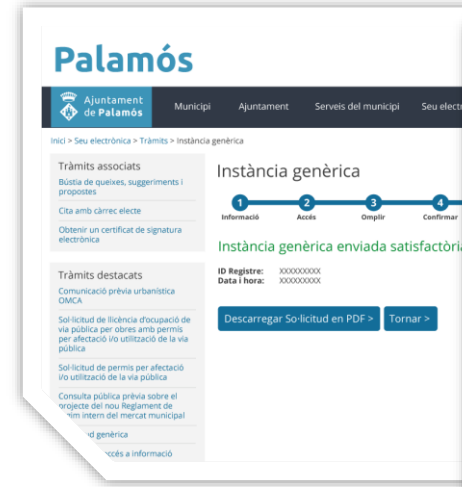 Palamós
Ajuntament
de Palamós
Municipi Ajuntament Serveis del municipi Seu
Inici > Seu electrònica > Tràmits > Instància genèrica
Tràmits associats
Bústia de queixes, suggeriments i
propostes
Cita amb càrrec electe
Obtenir un certificat de signatura
electrònica
Tràmits destacats
Comunicació prèvia urbanística
OMCA
Sol·licitud de llicència d'ocupació de
via pública per obres amb permís
per afectació i/o utilització de la via
pública
Sol·licitud de permís per afectació
i/o utilització de la via pública
Consulta pública prèvia sobre el
projecte del nou Reglament de
intern del mercat municipal
genèrica
accés a informació
Instància genèrica
1 2 3 4
Informació Accés Omplir Confirmar
Instància genèrica enviada
ID Registre: XXXXXXXXX
Data i hora: XXXXXXXXX
Descarregar So·licitud en PDF > Tornar >